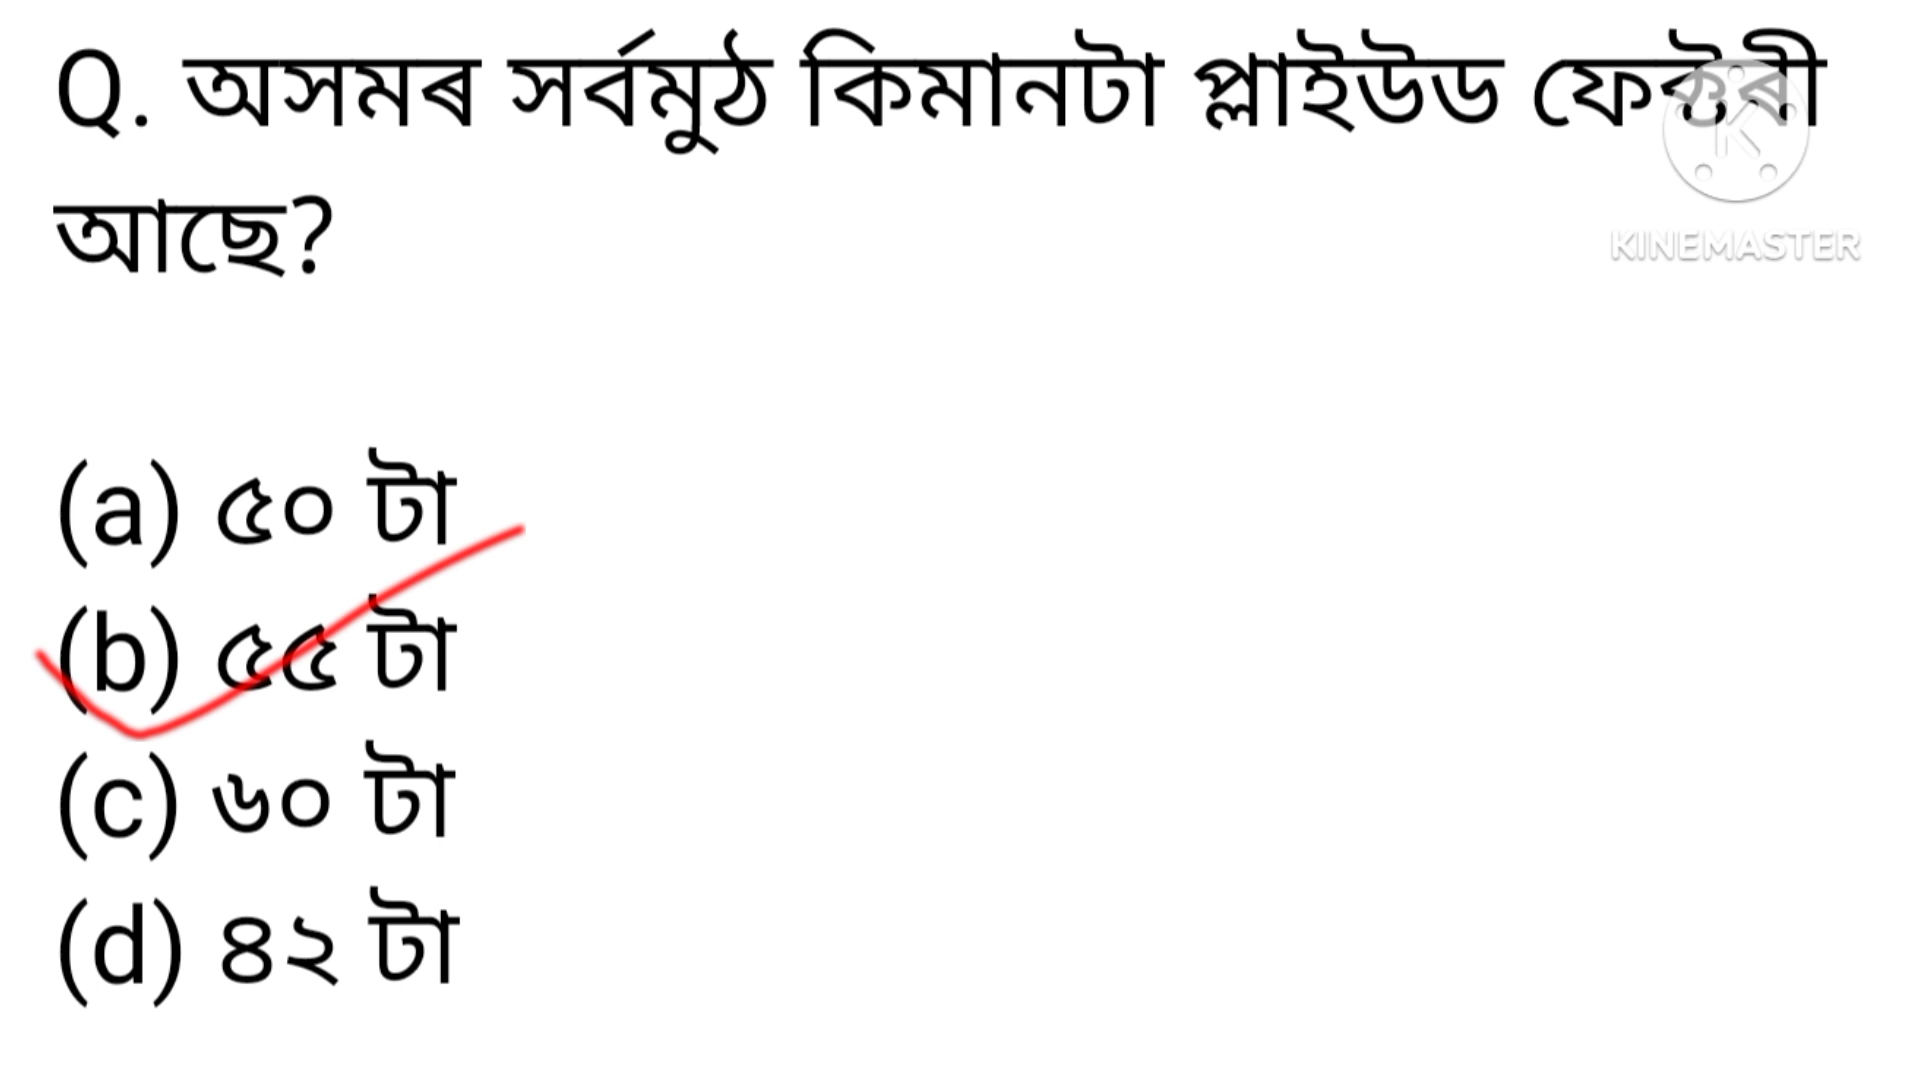 Q. অসমৰ সৰ্বমুঠ কিমানটা প্লাইউড ফেক্টৰী
আছে?
KINEMASTER
(a) ৫০ টা
(b) ৫৫ টা
(c) ৬০ টা
(d) ৪২ টা